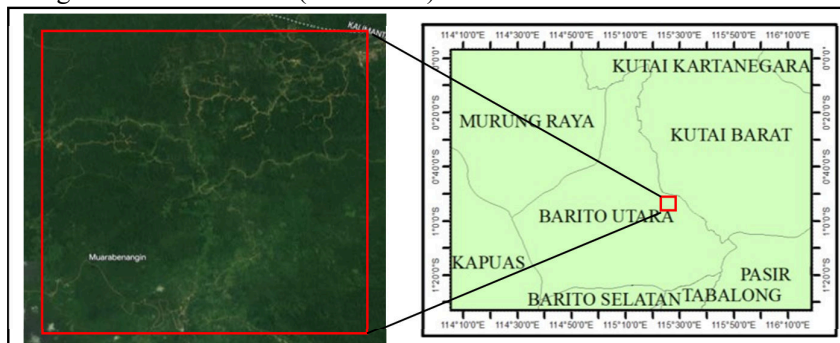 KALIMANT
Muarabenangin
114°10'0"E 114°30'0"E 114°50'0"E 115°10'0"E 115°30'0"E 115°50'0"E 116°10'0"E
0°0'0" 0°20'0"S 0°40'0"S 1°0'0"S 1°20'0"S
KUTAI KARTANEGARA
MURUNG RAYA
KUTAI BARAT
BARITO UTARA
KAPUAS
PASIR
BARITO SELATAN TABALONG
0°0'0" 0°20'0"S 0°40'0"S 1°0'0"S 1°20'0"S
114°10'0"E 114°30'0"E 114°50'0"E 115°10'0"E 115°30'0"E 115°50'0"E 116°10'0"E